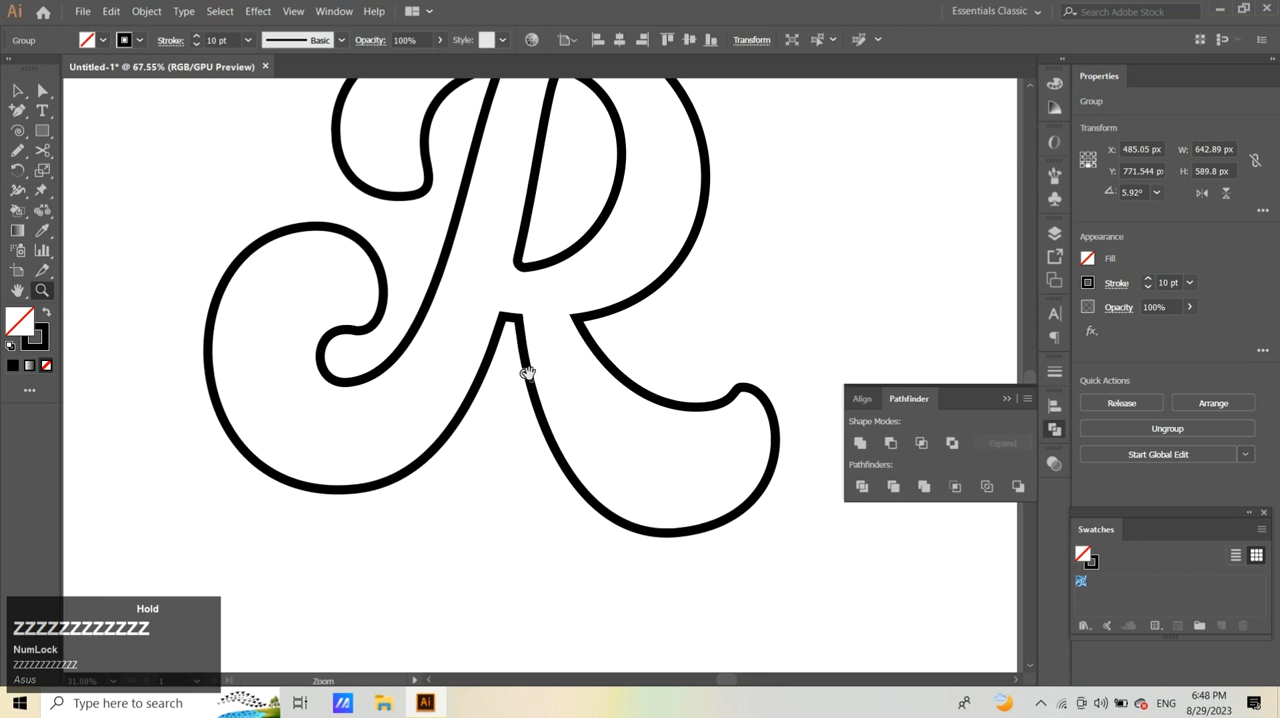 Ai File Edit Object Type Select Effect View Window Help Essentials Classic Search Adobe Stock
Group Stroke: 10 pt Basic Opacity: 100% Style: Transform
Untitled-1* @ 67.55% (RGB/GPU Preview)
Properties
Group
Transform
X: 485.05 px W: 642.89 px
Y: 771.544 px H: 589.8 px
5.92°
Appearance
Fill
Stroke 10 pt
Opacity 100%
fx.
Quick Actions
Release Arrange
Ungroup
Start Global Edit
R
Align Pathfinder
Shape Modes:
Expand
Pathfinders:
Swatches
Hold
ZZZZZZZZZZZZ
NumLock
ZZZZZZZZZZZZ
Asus
31.08% 1 Zoom
Type here to search
Ai
ENG
6:48 PM
8/29/2023